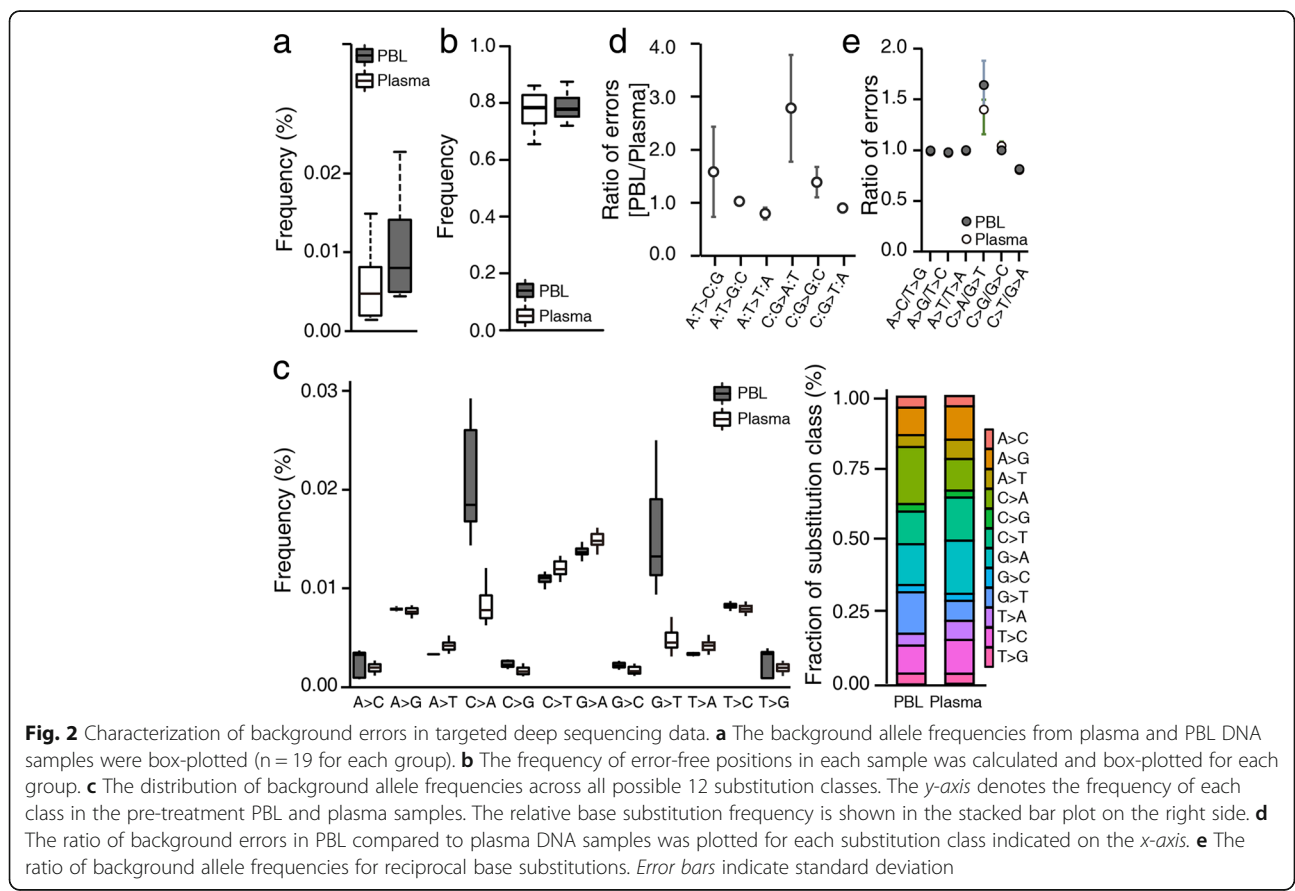 a
PBL
Plasma
Frequency (%)
0.02
0.01
0.00
b
1.0
0.8
0.6
0.4
0.2
0.0
Frequency
PBL
Plasma
d
4.0
3.0
2.0
1.0
0.0
Ratio of errors
[PBL/Plasma]
A:T>C:G
A:T>G:C
A:T>T:A
C:G>A:T
C:G>G:C
C:G>T:A
e
2.0
1.5
1.0
0.5
0.0
Ratio of errors
PBL
Plasma
A>C/T>G
A>G/T>C
A>T/T>A
C>A/G>T
C>G/G>C
C>T/G>A
c
0.03
0.02
0.01
0.00
Frequency (%)
PBL
Plasma
A>C A>G A>T C>A C>G C>T G>A G>C G>T T>A T>C T>G
Fraction of substitution class (%)
1.00
0.75
0.50
0.25
0.00
PBL Plasma
A>C
A>G
A>T
C>A
C>G
C>T
G>A
G>C
G>T
T>A
T>C
T>G
Fig. 2 Characterization of background errors in targeted deep sequencing data. a The background allele frequencies from plasma and PBL DNA
samples were box-plotted (n = 19 for each group). b The frequency of error-free positions in each sample was calculated and box-plotted for each
group. c The distribution of background allele frequencies across all possible 12 substitution classes. The y-axis denotes the frequency of each
class in the pre-treatment PBL and plasma samples. The relative base substitution frequency is shown in the stacked bar plot on the right side. d
The ratio of background errors in PBL compared to plasma DNA samples was plotted for each substitution class indicated on the x-axis. e The
ratio of background allele frequencies for reciprocal base substitutions. Error bars indicate standard deviation